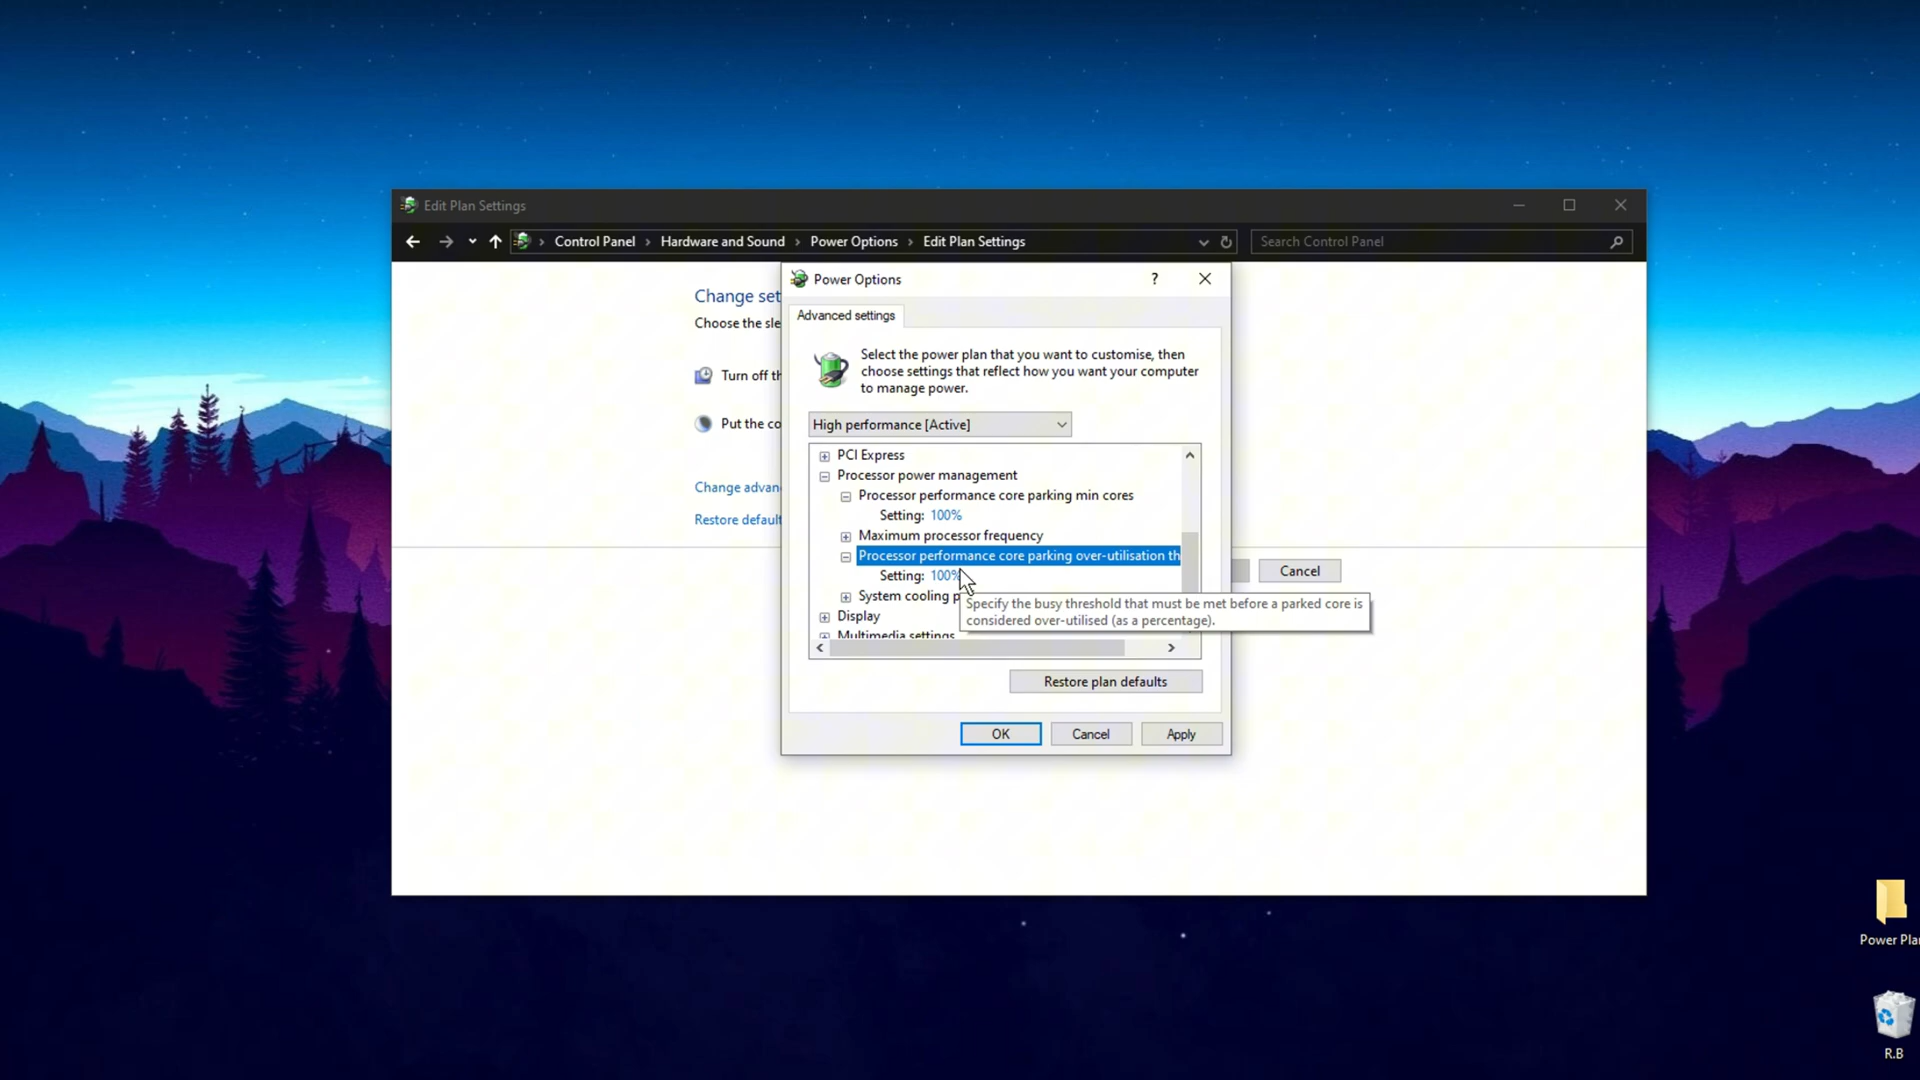 Edit Plan Settings
Control Panel > Hardware and Sound > Power Options > Edit Plan Settings
Search Control Panel
Power Options
Change set
Advanced settings
Choose the sle
Select the power plan that you want to customise, then
choose settings that reflect how you want your computer
to manage power.
Turn off th
Put the co
High performance [Active]
PCI Express
Processor power management
Change advan
Processor performance core parking min cores
Setting: 100%
Restore default
Maximum processor frequency
Processor performance core parking over-utilisation th
Setting: 100%
Cancel
System cooling p
Specify the busy threshold that must be met before a parked core is
considered over-utilised (as a percentage).
Display
Multimedia settings
Restore plan defaults
OK
Cancel
Apply
Power Plan
R.B